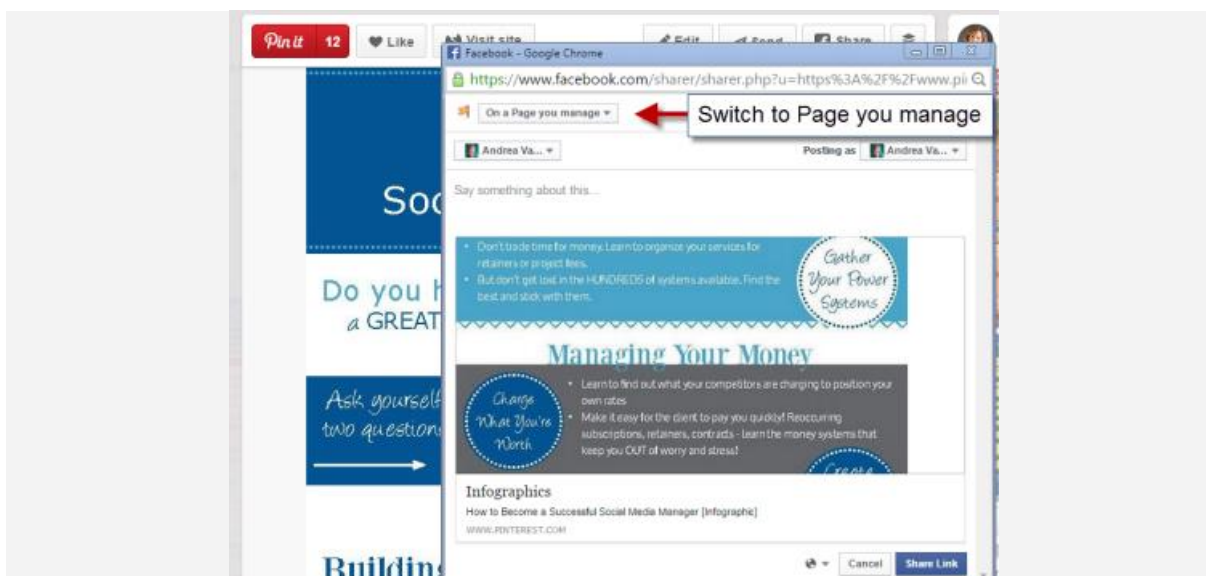 Pin it 12 Like Visit site Edit Send Share
Facebook - Google Chrome
https://www.facebook.com/sharer/sharer.php?u=https%3A%2F%2Fwww.pi
On a Page you manage
Switch to Page you manage
Andrea Va...
Posting as Andrea Va...
Say something about this...
Soc
• Don't trade time for money. Learn to organize your services for
retainers or project fees.
• But don't get lost in the HUNDREDS of systems available. Find the
best and stick with them.
Gather
Your Power
Systems
Do you h
a GREAT
Managing Your Money
Charge
What You're
Worth
• Learn to find out what your competitors are charging to position your
own rates
• Make it easy for the client to pay you quickly! Reoccurring
subscriptions, retainers, contracts - learn the money systems that
keep you OUT of worry and stress!
Create
Ask yourself
two question
Infographics
How to Become a Successful Social Media Manager [Infographic]
WWW.PINTEREST.COM
Building
Cancel Share Link